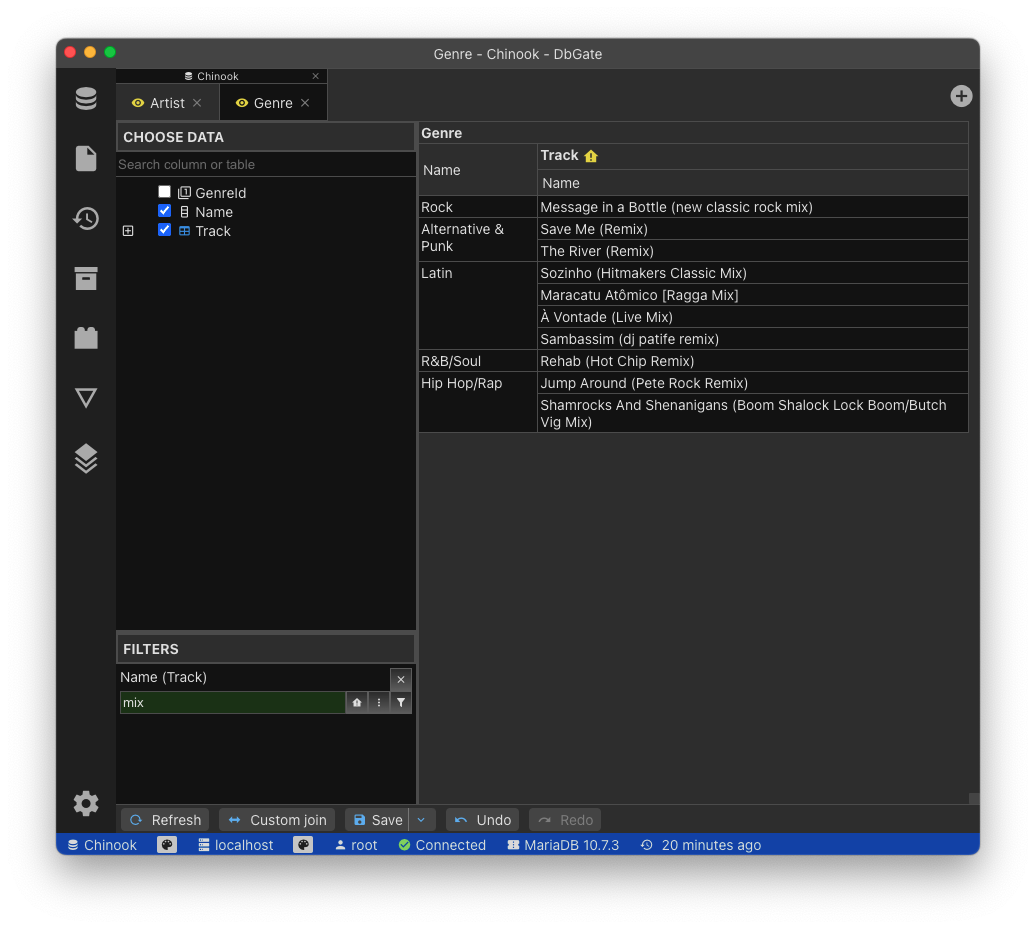 Genre - Chinook - DbGate
Chinook
Artist
Genre
CHOOSE DATA
Search column or table
GenreId
Name
Track
Genre
Name
Track
Name
Rock
Message in a Bottle (new classic rock mix)
Alternative &
Punk
Save Me (Remix)
The River (Remix)
Latin
Sozinho (Hitmakers Classic Mix)
Maracatu Atômico [Ragga Mix]
À Vontade (Live Mix)
Sambassim (dj patife remix)
R&B/Soul
Rehab (Hot Chip Remix)
Hip Hop/Rap
Jump Around (Pete Rock Remix)
Shamrocks And Shenanigans (Boom Shalock Lock Boom/Butch
Vig Mix)
FILTERS
Name (Track)
mix
Refresh
Custom join
Save
Undo
Redo
Chinook
localhost
root
Connected
MariaDB 10.7.3
20 minutes ago